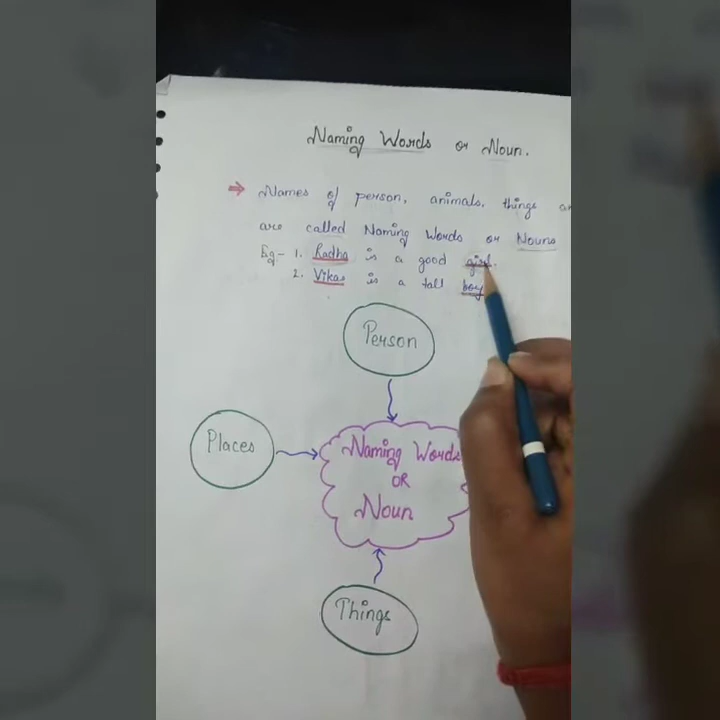 Naming Words or Noun.
Names of person, animals, things
are called Naming Words or Nouns
Eg- 1. Radha is a good girl.
2. Vikas is a tall boy
Person
Places
Naming Words
OR
Noun
Things